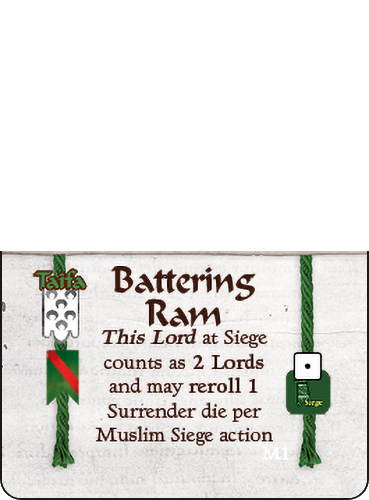 Taifa
Battering
Ram
This Lord at Siege
counts as 2 Lords
and may reroll 1
Surrender die per
Muslim Siege action
Siege
M1